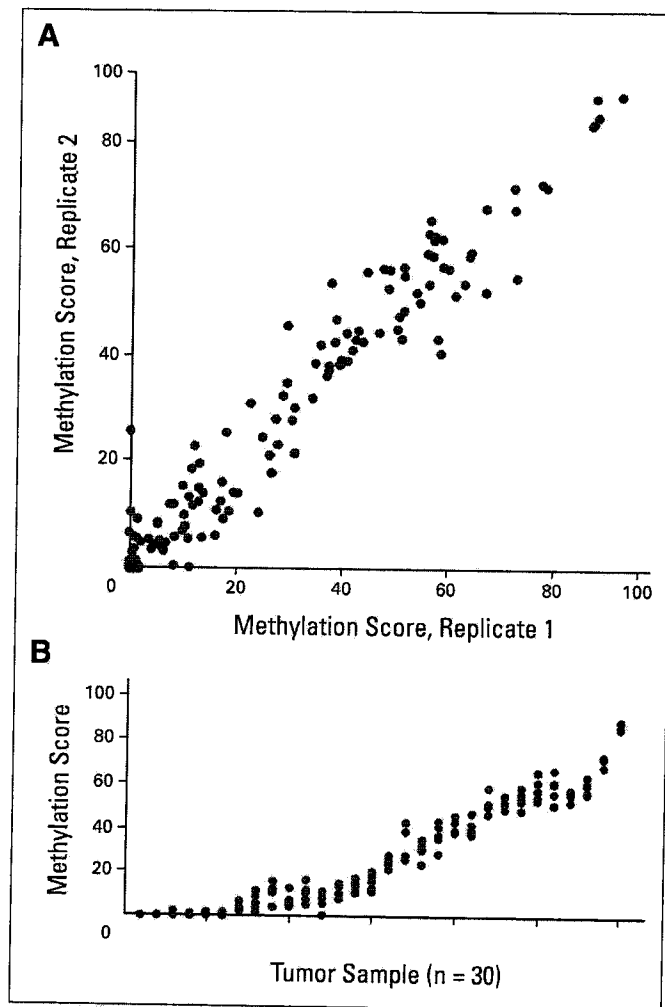 A
100
80
60
40
20
0
Methylation Score, Replicate 2
20
40
60
80
100
Methylation Score, Replicate 1
B
100
80
60
40
20
0
Methylation Score
Tumor Sample (n = 30)